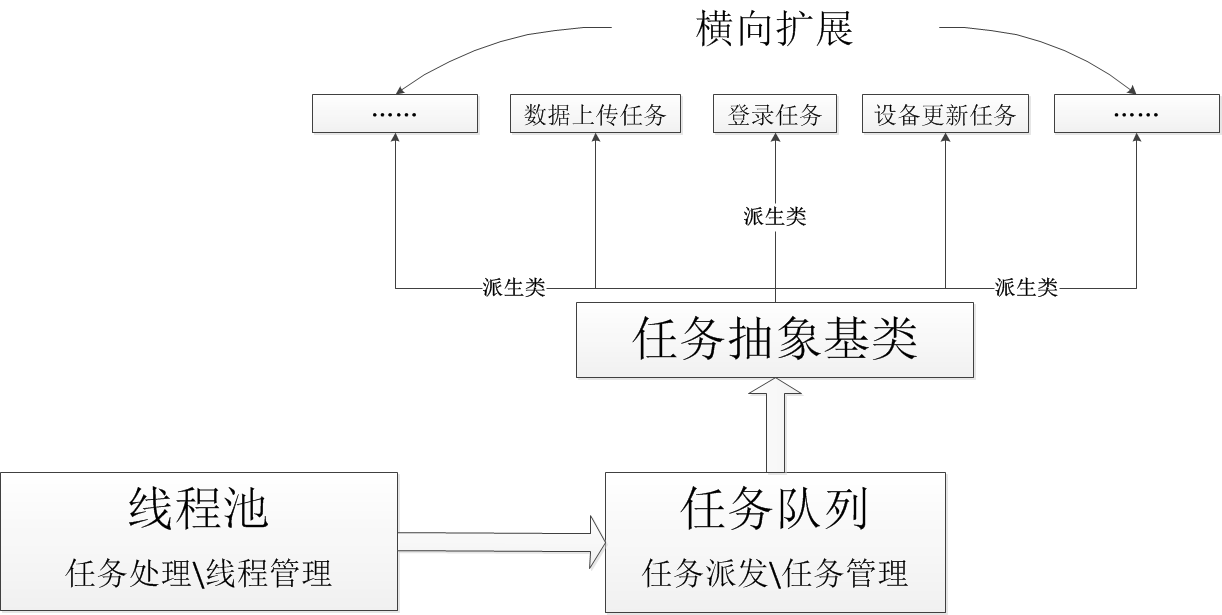 横向扩展
……
数据上传任务
登录任务
设备更新任务
……
派生类
派生类
派生类
任务抽象基类
线程池
任务处理\线程管理
任务队列
任务派发\任务管理